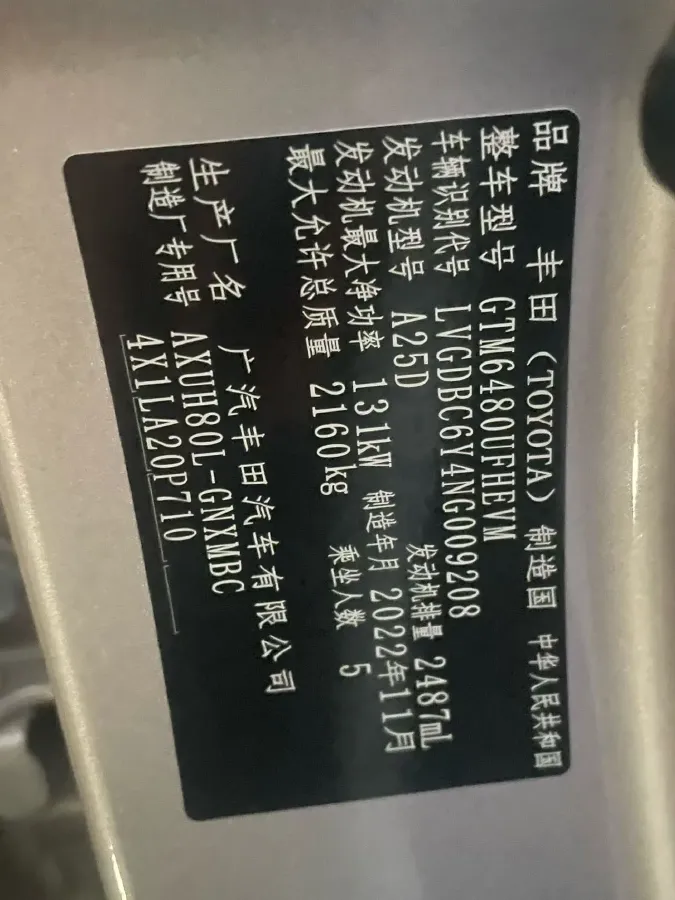 品牌 丰田(TOYOTA) 制造国 中华人民共和国
整车型号 GTM6480UFHEVM
车辆识别代号 LVGDBC6Y4NG009208
发动机型号 A25D 发动机排量 2487mL
发动机最大净功率 131kW 制造年月 2022年11月
最大允许总质量 2160kg 乘坐人数 5
生产厂名 广汽丰田汽车有限公司
制造厂专用号 AXUH80L-GNXMBC
4X1LA20P710